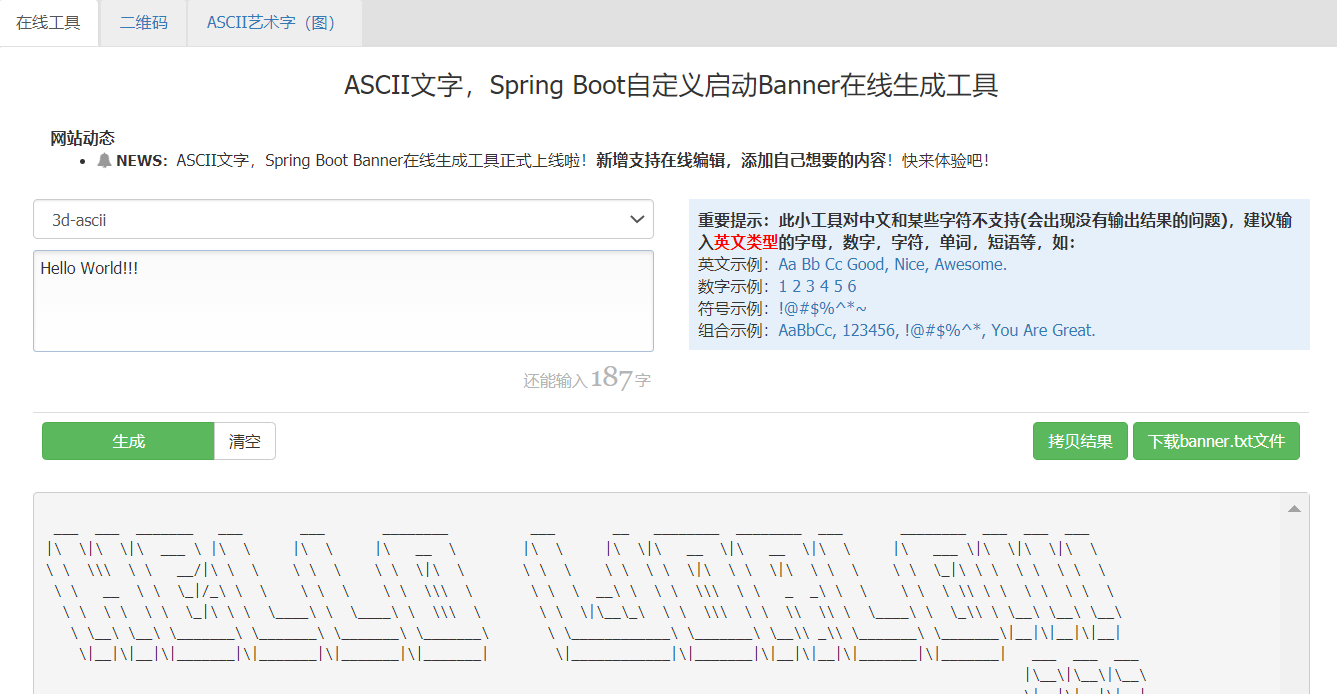 在线工具
二维码
ASCII艺术字（图）
ASCII文字，Spring Boot自定义启动Banner在线生成工具
网站动态
NEWS：ASCII文字，Spring Boot Banner在线生成工具正式上线啦！新增支持在线编辑，添加自己想要的内容！快来体验吧！
3d-ascii
Hello World!!!
还能输入187字
重要提示：此小工具对中文和某些字符不支持(会出现没有输出结果的问题)，建议输
入英文类型的字母，数字，字符，单词，短语等，如：
英文示例：Aa Bb Cc Good, Nice, Awesome.
数字示例：1 2 3 4 5 6
符号示例：!@#$%^*~
组合示例：AaBbCc, 123456, !@#$%^*, You Are Great.
生成
清空
拷贝结果
下载banner.txt文件
HELLO WORLD!!!